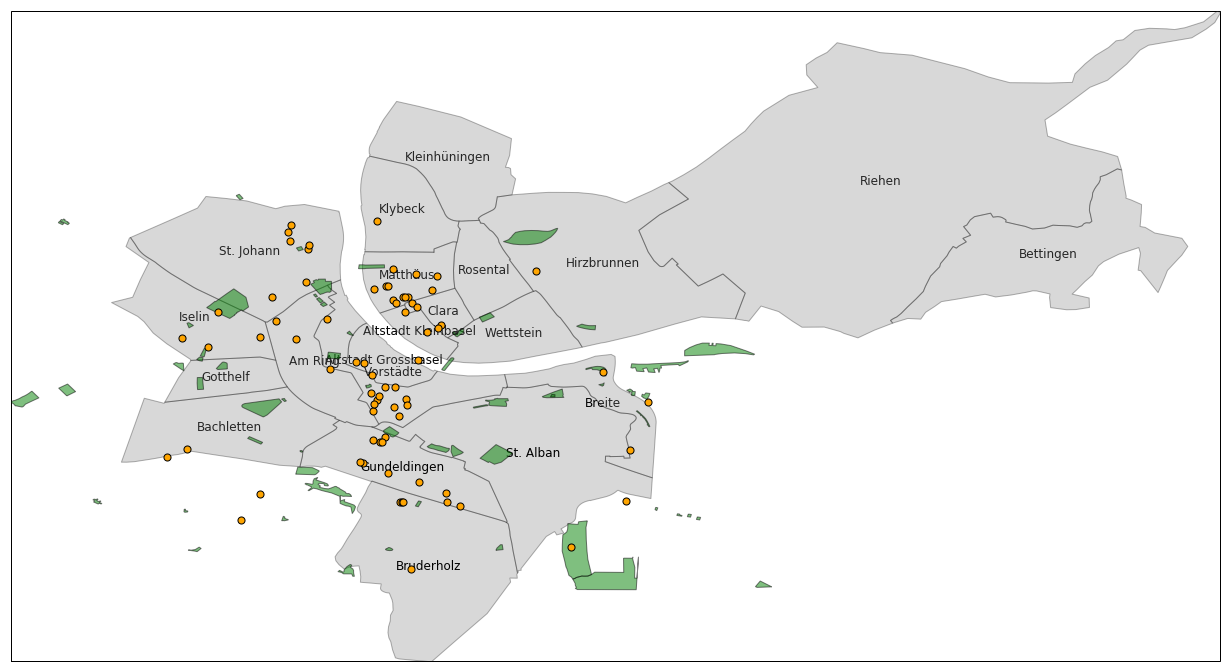 Kleinhüningen
Riehen
Klybeck
St. Johann
Bettingen
Hirzbrunnen
Rosental
Matthäus
Clara
Iselin
Altstadt Kleinbasel
Wettstein
Am Ring
Altstadt Grossbasel
Vorstädte
Gotthelf
Breite
Bachletten
St. Alban
Gundeldingen
Bruderholz